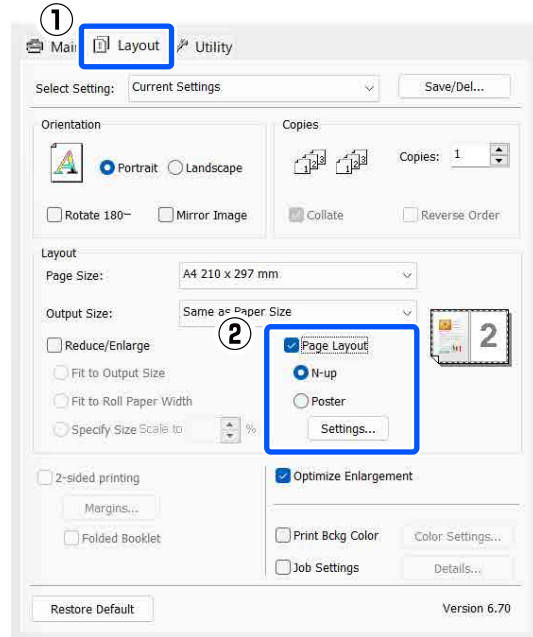 ①
Mai Layout Utility
Select Setting: Current Settings Save/Del...
Orientation Copies
Portrait Landscape Copies: 1
Rotate 180° Mirror Image Collate Reverse Order
Layout
Page Size: A4 210 x 297 mm
Output Size: Same as Paper Size
②
Reduce/Enlarge Page Layout
Fit to Output Size N-up
Fit to Roll Paper Width Poster
Specify Size Scale to % Settings...
2
2-sided printing Optimize Enlargement
Margins...
Folded Booklet Print Bckg Color Color Settings...
Job Settings Details...
Restore Default Version 6.70